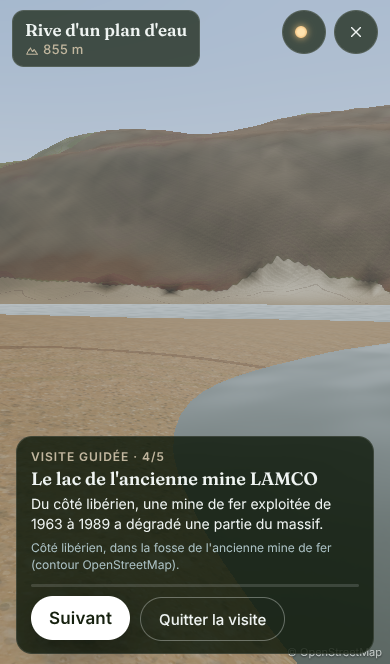 Rive d'un plan d'eau
855 m
VISITE GUIDÉE · 4/5
Le lac de l'ancienne mine LAMCO
Du côté libérien, une mine de fer exploitée de
1963 à 1989 a dégradé une partie du massif.
Côté libérien, dans la fosse de l'ancienne mine de fer
(contour OpenStreetMap).
Suivant
Quitter la visite
© OpenStreetMap